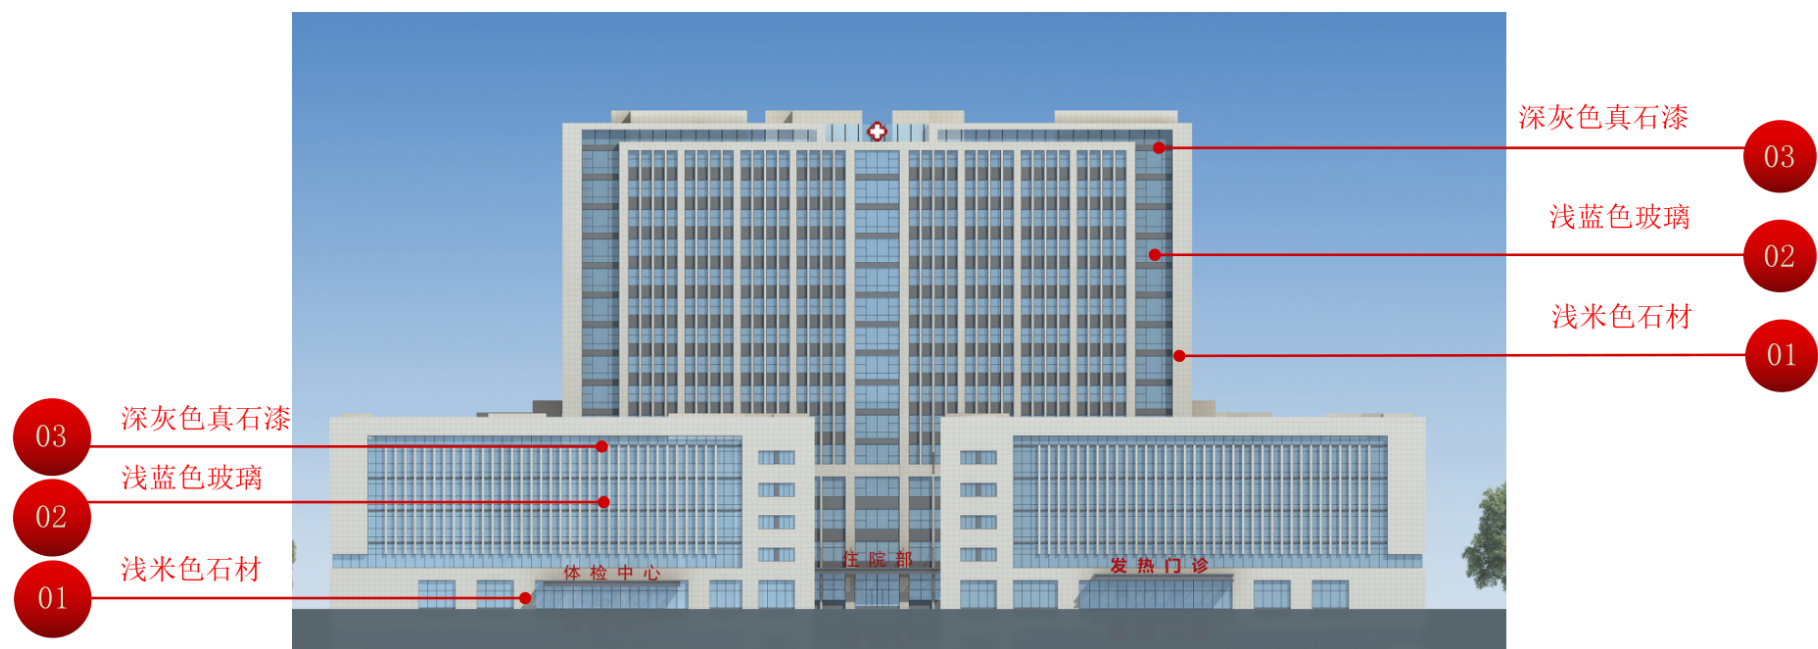 深灰色真石漆
03
浅蓝色玻璃
02
浅米色石材
01
03
深灰色真石漆
浅蓝色玻璃
02
浅米色石材
01
体检中心
住院部
发热门诊